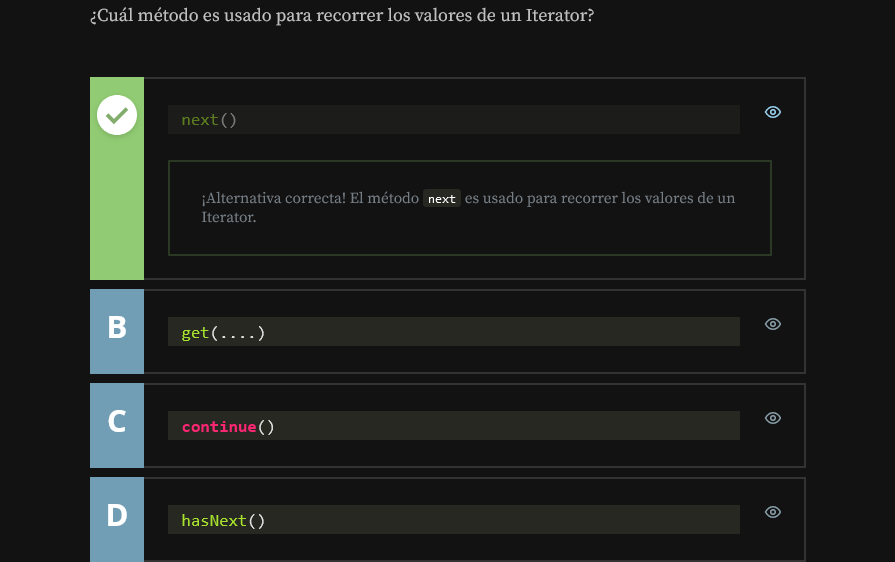 ¿Cuál método es usado para recorrer los valores de un Iterator?
next()
¡Alternativa correcta! El método next es usado para recorrer los valores de un
Iterator.
B
get(....)
C
continue()
D
hasNext()